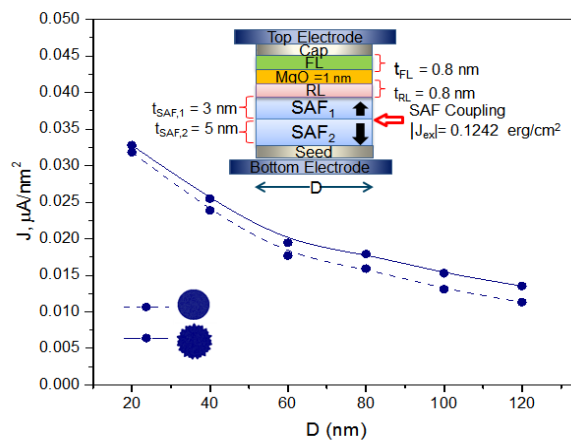 0.050
0.045
0.040
0.035
0.030
0.025
0.020
0.015
0.010
0.005
0.000
J, µA/nm²
20
40
60
80
100
120
D (nm)
Top Electrode
Cap
FL
MgO =1 nm
RL
SAF₁
SAF₂
Seed
Bottom Electrode
D
t_FL = 0.8 nm
t_RL = 0.8 nm
t_SAF,1 = 3 nm
t_SAF,2 = 5 nm
SAF Coupling
|J_ex|= 0.1242 erg/cm²